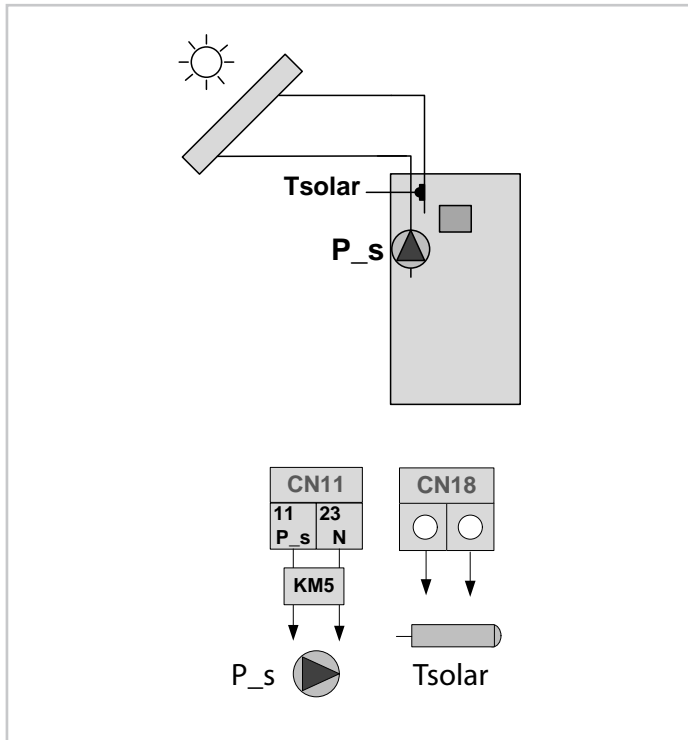 Tsolar
P_s
CN11
11 23
P_s N
KM5
P_s
CN18
Tsolar